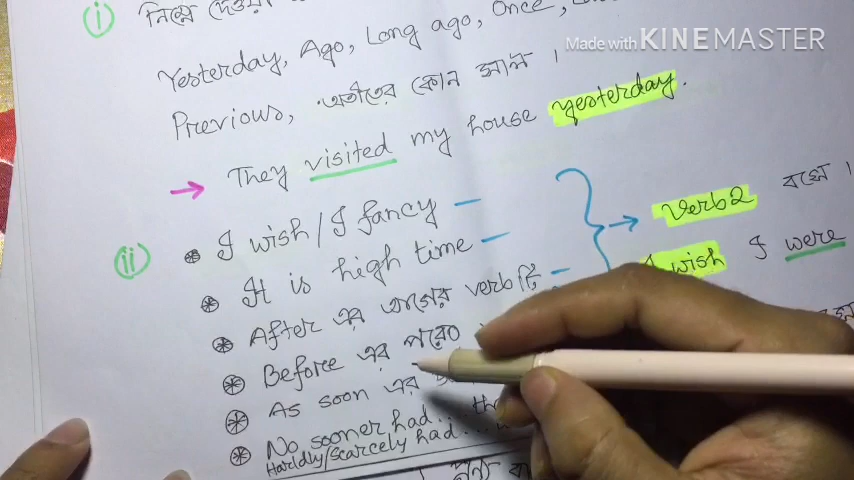 Made with KINEMASTER
(i) নিম্নে দেওয়া
Yesterday, Ago, Long ago, Once,
Previous, অতীতের কোন সাল ।
→ They visited my house yesterday.
(ii) I wish/I fancy –
It is high time –
After এর আগের verb টি
Before এর পরের
As soon এর
No sooner had...
Hardly/scarcely had...
→ Verb2 বসে ।
I wish I were